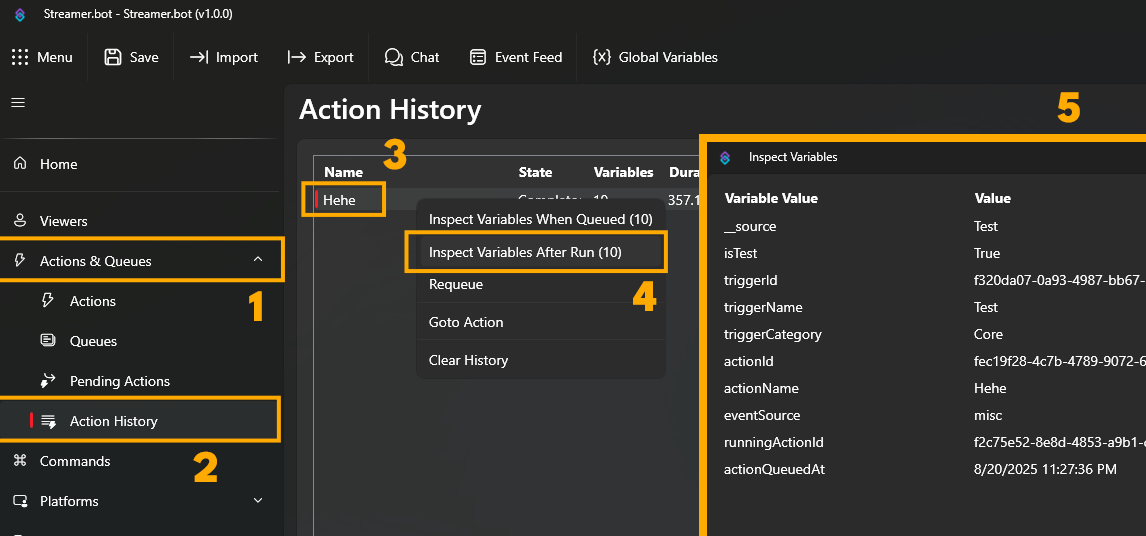 Streamer.bot - Streamer.bot (v1.0.0)
Menu Save Import Export Chat Event Feed {x} Global Variables
Action History
5
Home
Viewers
Actions & Queues
1
Actions
Queues
Pending Actions
Action History
2
Commands
Platforms
3
Name State Variables Dura
Hehe 10 357.1
Inspect Variables When Queued (10)
Inspect Variables After Run (10)
4
Requeue
Goto Action
Clear History
Inspect Variables
Variable Value Value
__source Test
isTest True
triggerId f320da07-0a93-4987-bb67-
triggerName Test
triggerCategory Core
actionId fec19f28-4c7b-4789-9072-6
actionName Hehe
eventSource misc
runningActionId f2c75e52-8e8d-4853-a9b1-
actionQueuedAt 8/20/2025 11:27:36 PM